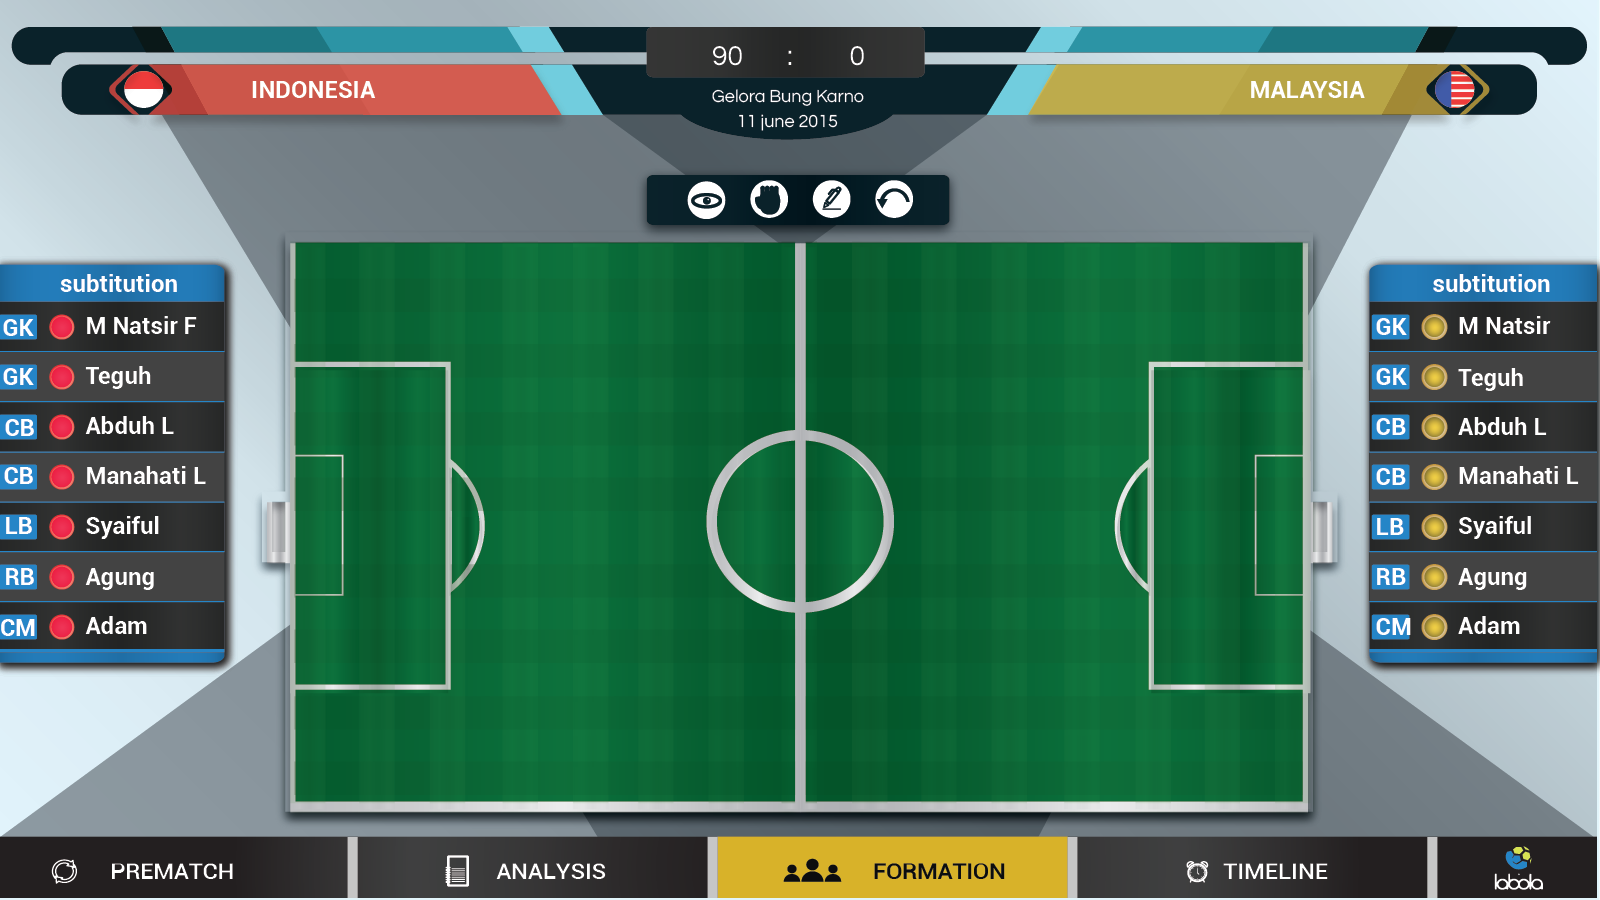 90 : 0
INDONESIA
MALAYSIA
Gelora Bung Karno
11 june 2015
subtitution
GK M Natsir F
GK Teguh
CB Abduh L
CB Manahati L
LB Syaiful
RB Agung
CM Adam
subtitution
GK M Natsir
GK Teguh
CB Abduh L
CB Manahati L
LB Syaiful
RB Agung
CM Adam
PREMATCH
ANALYSIS
FORMATION
TIMELINE
labola